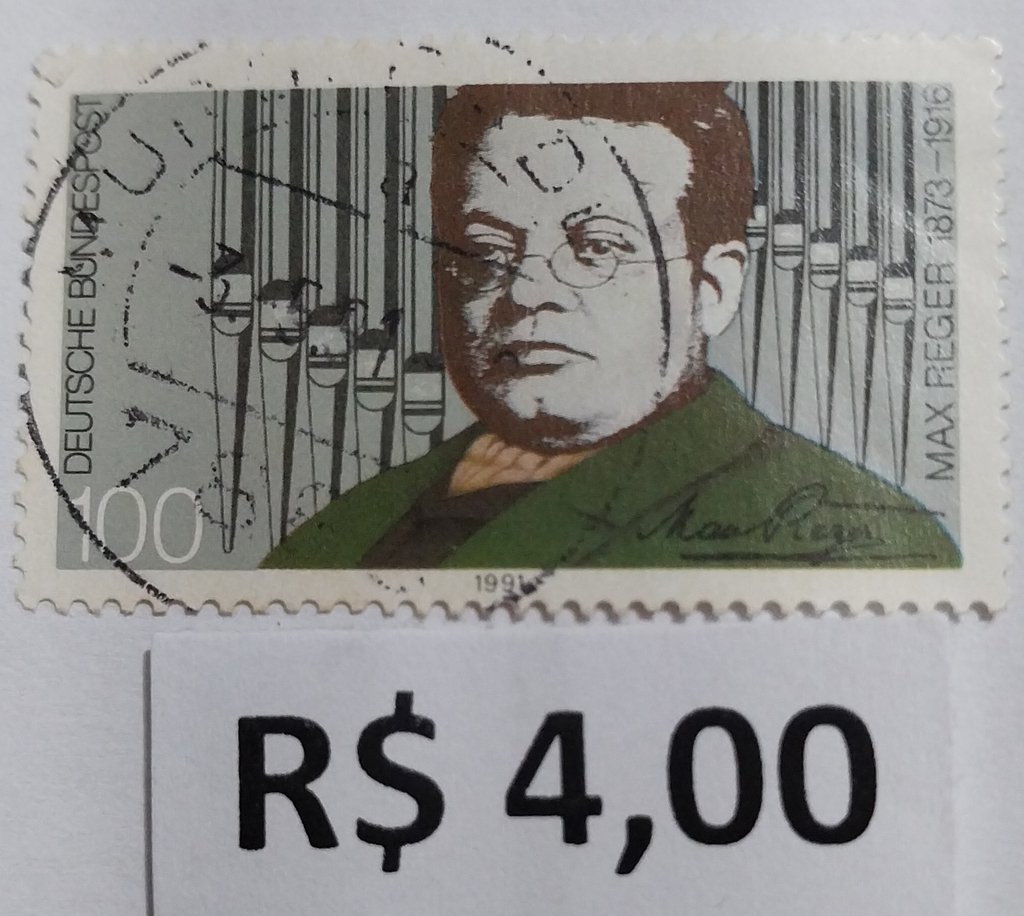 DEUTSCHE BUNDESPOST
100
MAX REGER 1873–1916
Max Reger
1991
R$ 4,00